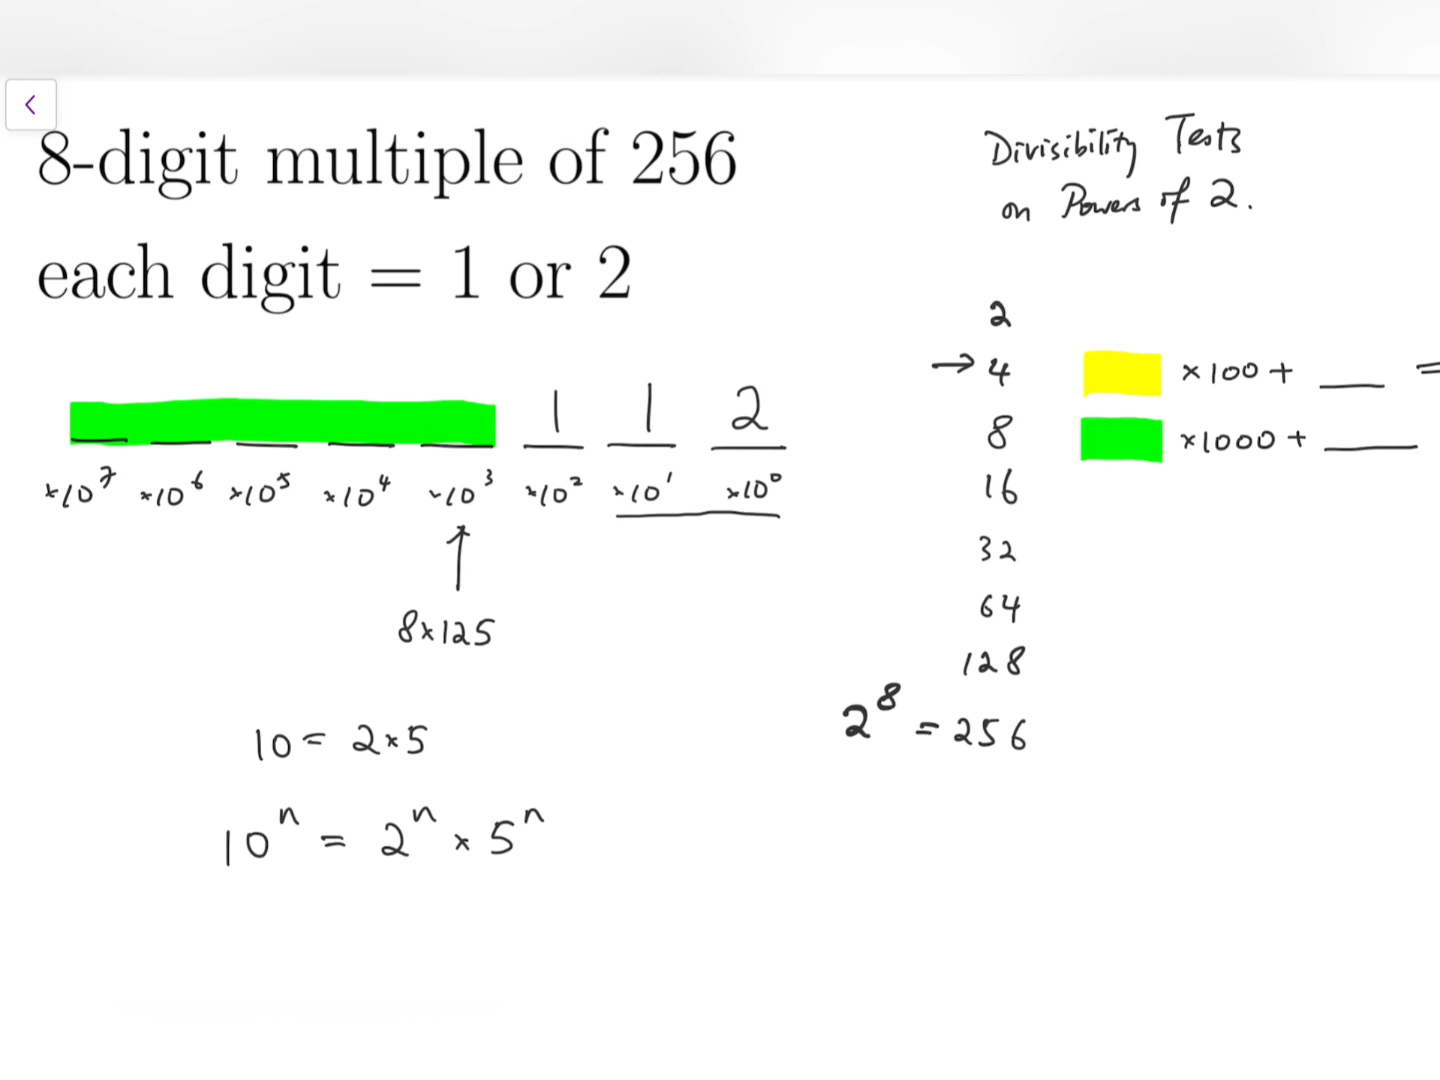 8-digit multiple of 256
each digit = 1 or 2
Divisibility Tests
on Powers of 2.
1 1 2
×10⁷ ×10⁶ ×10⁵ ×10⁴ ×10³ ×10² ×10¹ ×10⁰
↑
8×125
10 = 2×5
10ⁿ = 2ⁿ × 5ⁿ
2
→ 4 ×100 + __ =
8 ×1000 + __
16
32
64
128
2⁸ = 256